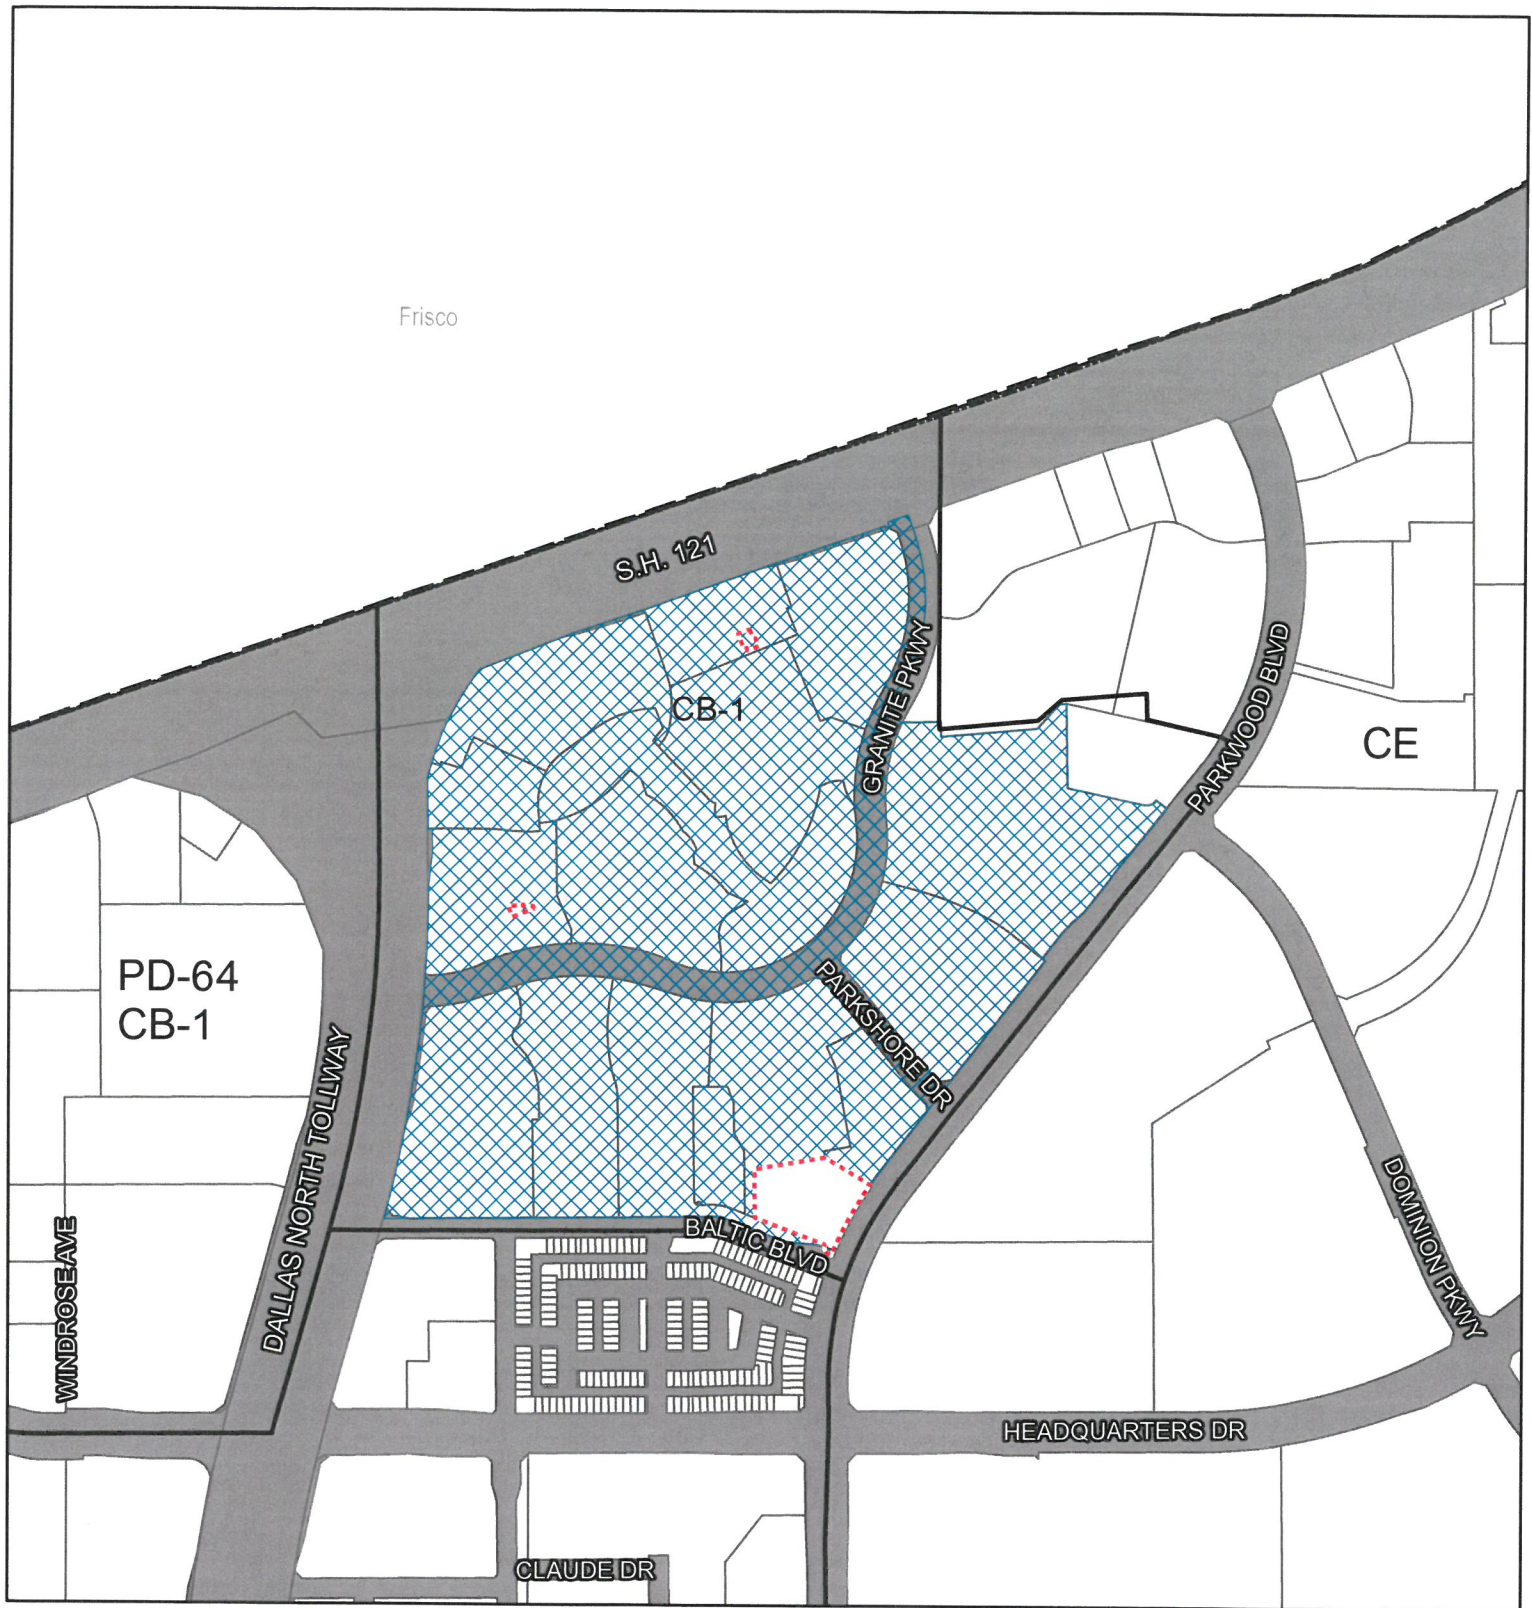 Frisco
S.H. 121
CB-1
GRANITE PKWY
PARKWOOD BLVD
CE
PD-64
CB-1
PARKSHORE DR
DALLAS NORTH TOLLWAY
WINDROSE AVE
BALTIC BLVD
DOMINION PKWY
HEADQUARTERS DR
CLAUDE DR